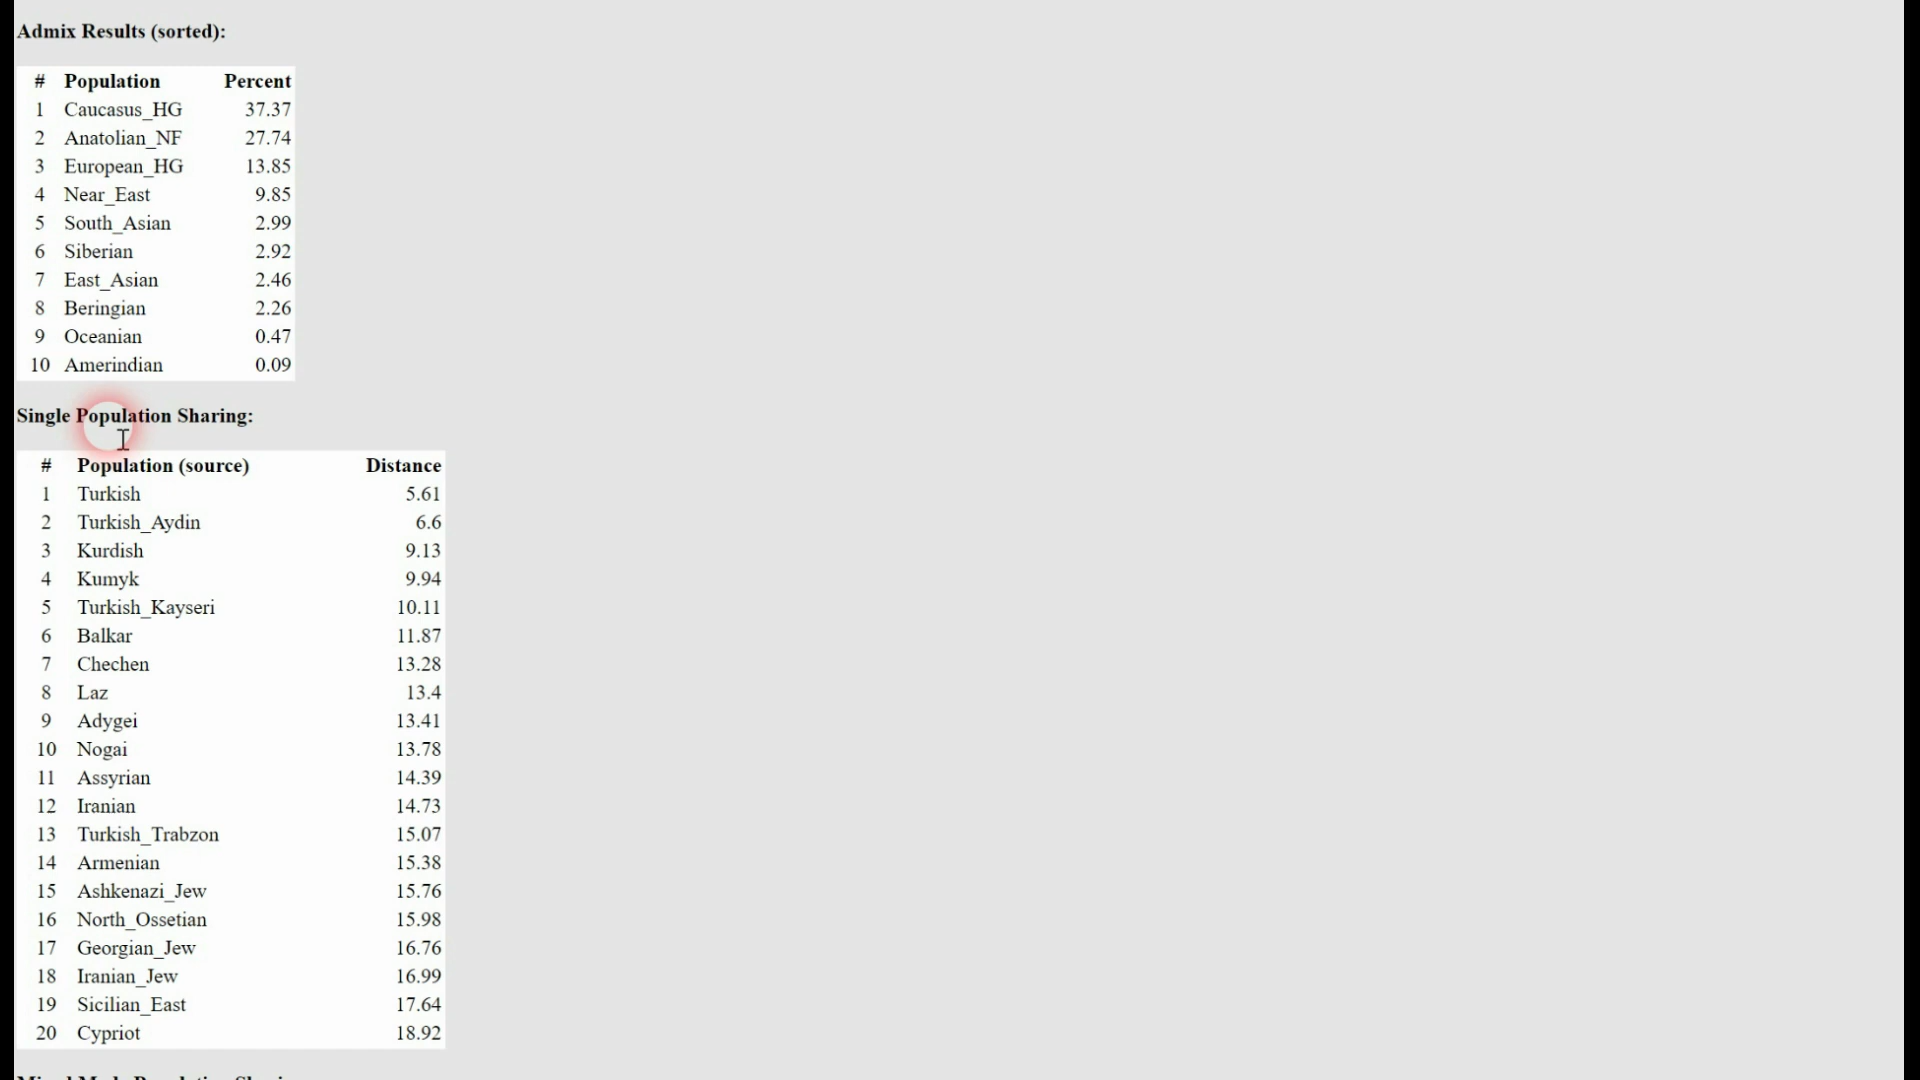 Admix Results (sorted):
# Population Percent
1 Caucasus_HG 37.37
2 Anatolian_NF 27.74
3 European_HG 13.85
4 Near_East 9.85
5 South_Asian 2.99
6 Siberian 2.92
7 East_Asian 2.46
8 Beringian 2.26
9 Oceanian 0.47
10 Amerindian 0.09
Single Population Sharing:
# Population (source) Distance
1 Turkish 5.61
2 Turkish_Aydin 6.6
3 Kurdish 9.13
4 Kumyk 9.94
5 Turkish_Kayseri 10.11
6 Balkar 11.87
7 Chechen 13.28
8 Laz 13.4
9 Adygei 13.41
10 Nogai 13.78
11 Assyrian 14.39
12 Iranian 14.73
13 Turkish_Trabzon 15.07
14 Armenian 15.38
15 Ashkenazi_Jew 15.76
16 North_Ossetian 15.98
17 Georgian_Jew 16.76
18 Iranian_Jew 16.99
19 Sicilian_East 17.64
20 Cypriot 18.92